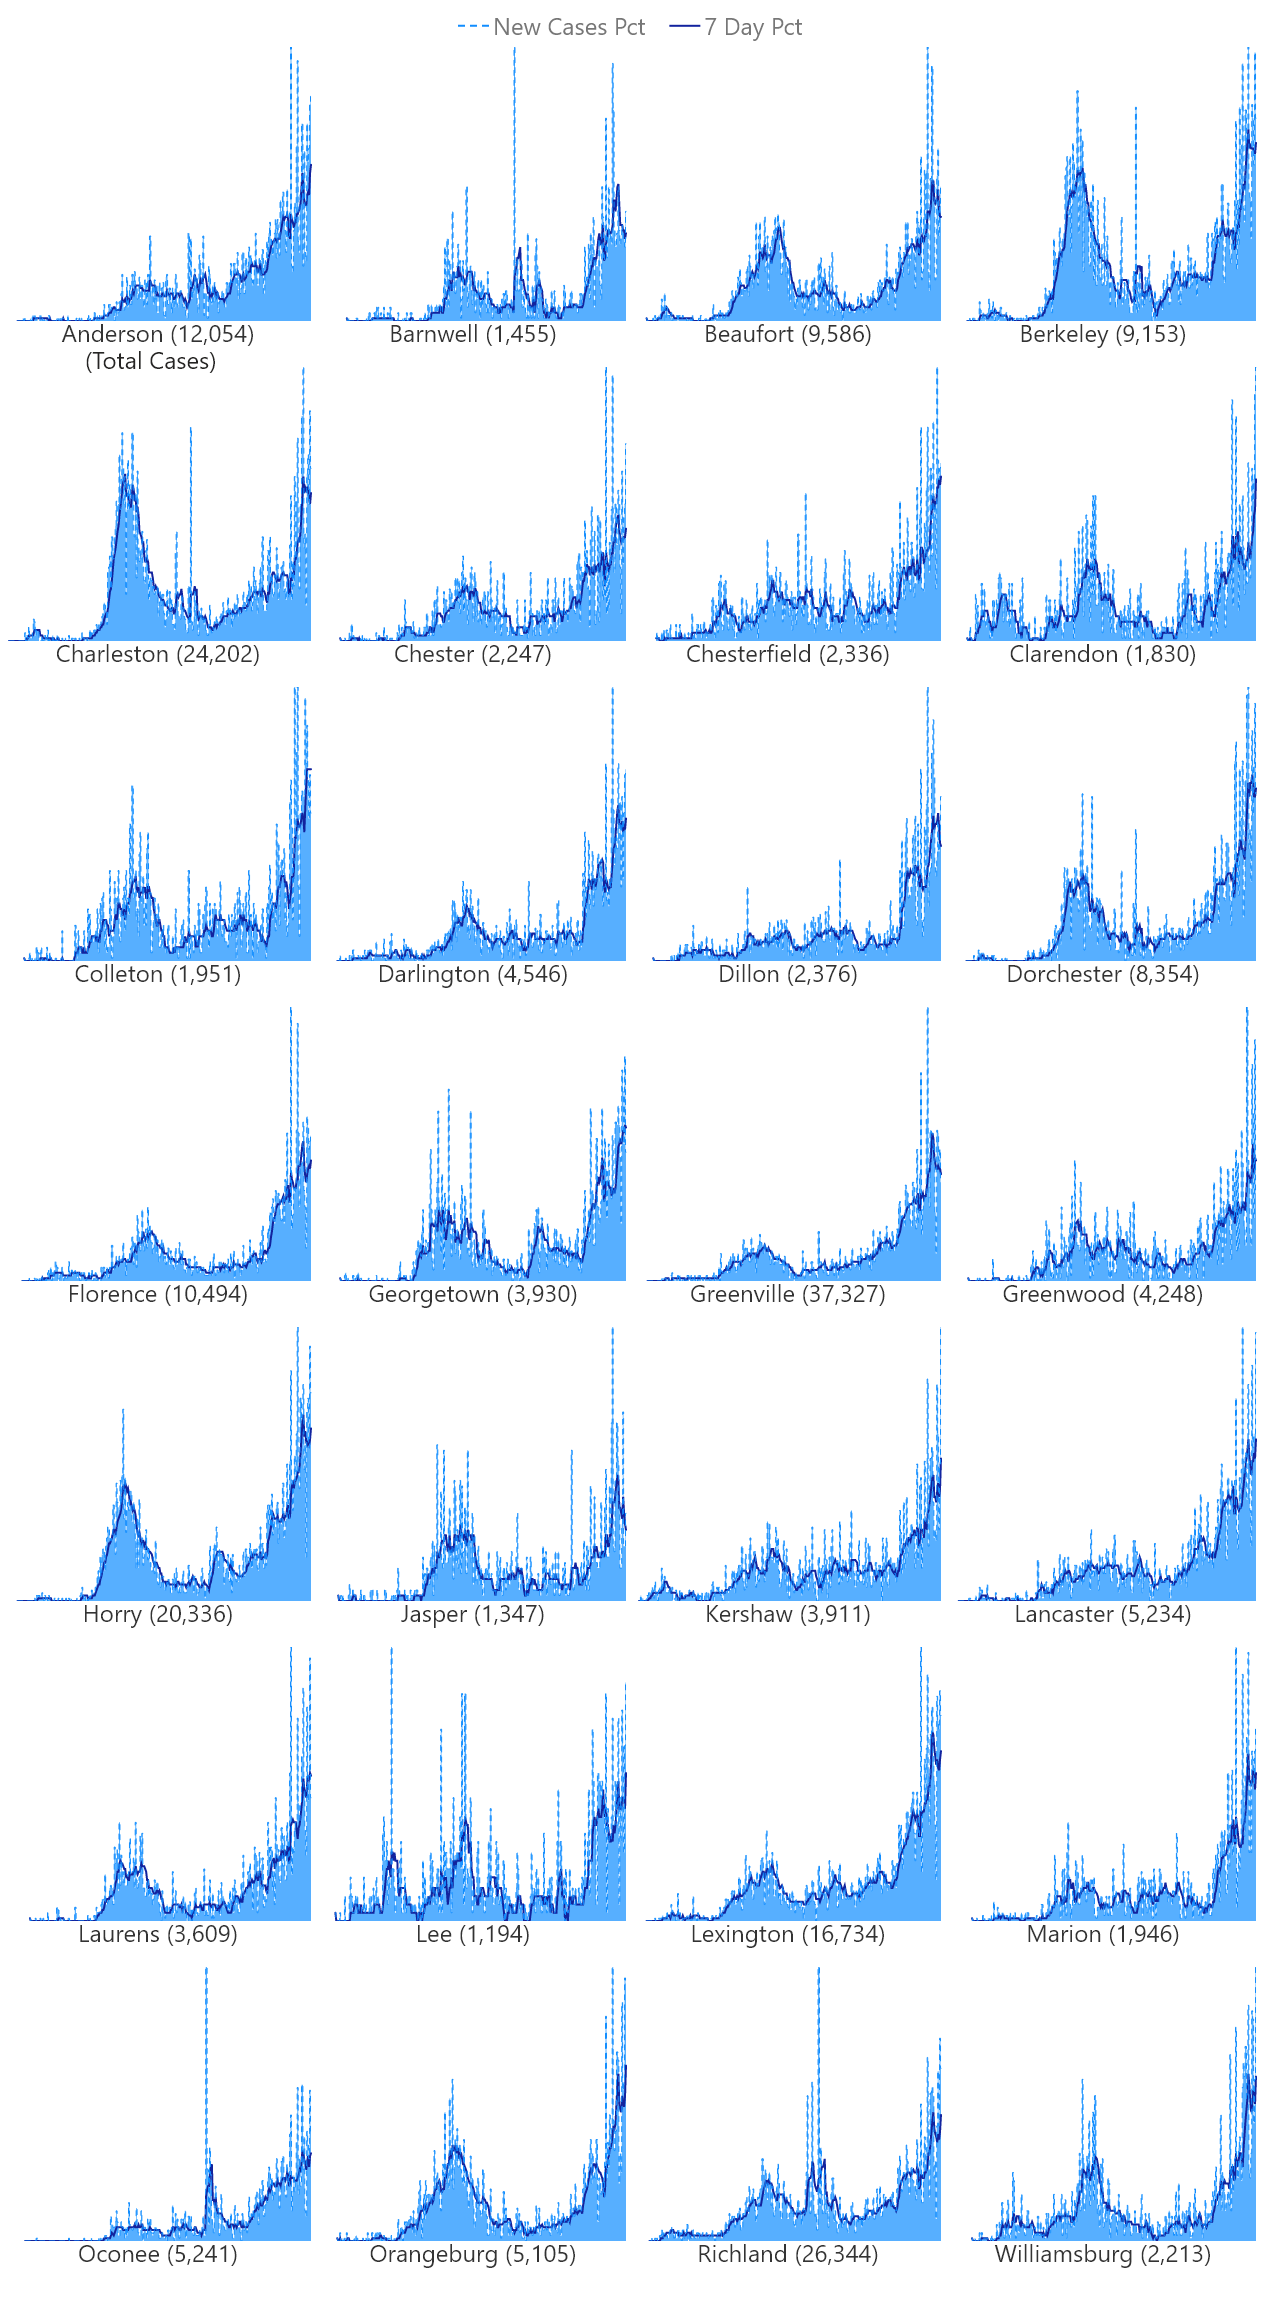 New Cases Pct 7 Day Pct
Anderson (12,054) Barnwell (1,455) Beaufort (9,586) Berkeley (9,153)
(Total Cases)
Charleston (24,202) Chester (2,247) Chesterfield (2,336) Clarendon (1,830)
Colleton (1,951) Darlington (4,546) Dillon (2,376) Dorchester (8,354)
Florence (10,494) Georgetown (3,930) Greenville (37,327) Greenwood (4,248)
Horry (20,336) Jasper (1,347) Kershaw (3,911) Lancaster (5,234)
Laurens (3,609) Lee (1,194) Lexington (16,734) Marion (1,946)
Oconee (5,241) Orangeburg (5,105) Richland (26,344) Williamsburg (2,213)